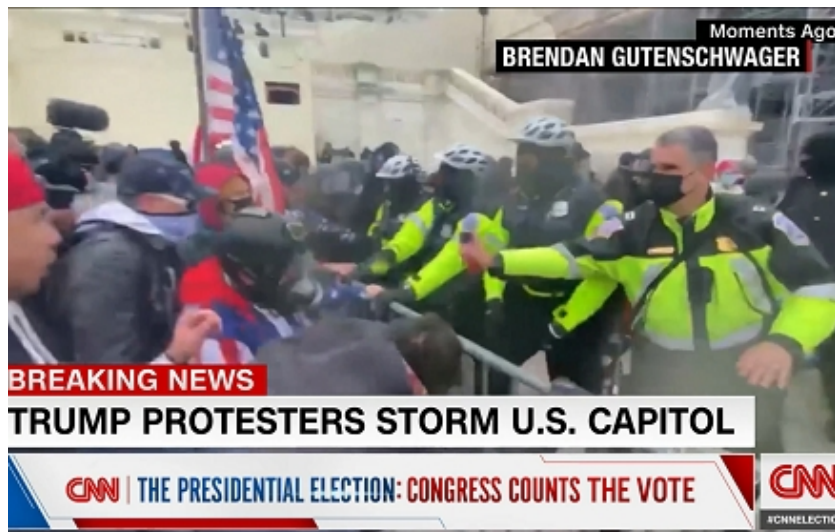 Moments Ago
BRENDAN GUTENSCHWAGER
BREAKING NEWS
TRUMP PROTESTERS STORM U.S. CAPITOL
CNN THE PRESIDENTIAL ELECTION: CONGRESS COUNTS THE VOTE
CNN
#CNNELECTIO